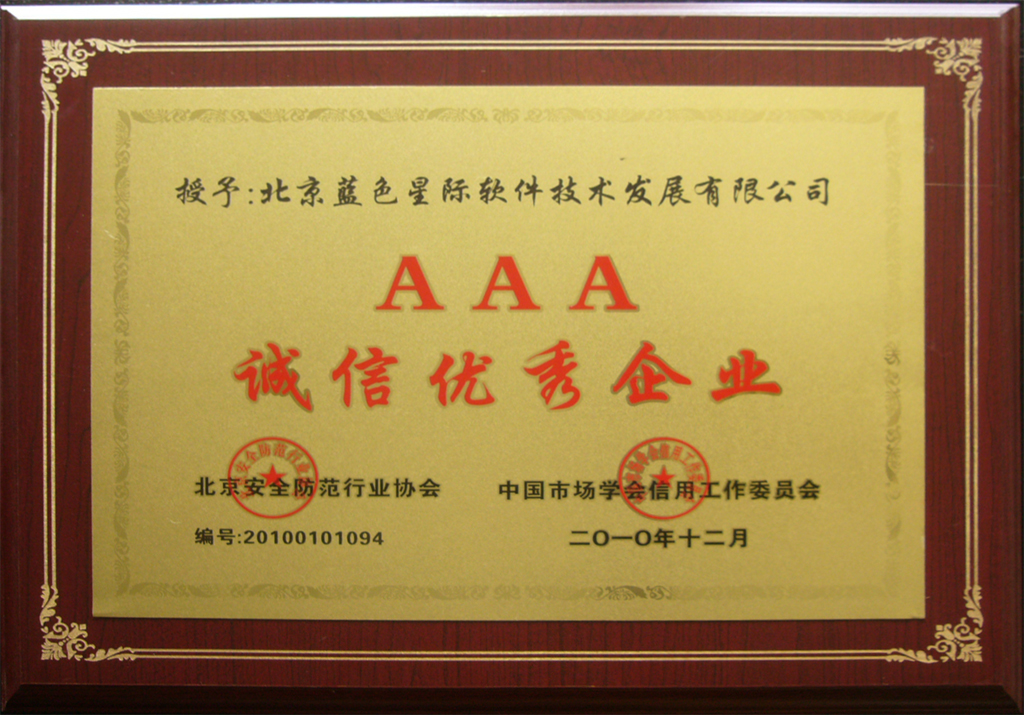 授予:北京蓝色星际软件技术发展有限公司
AAA
诚信优秀企业
北京安全防范行业协会
中国市场学会信用工作委员会
编号:20100101094
二〇一〇年十二月